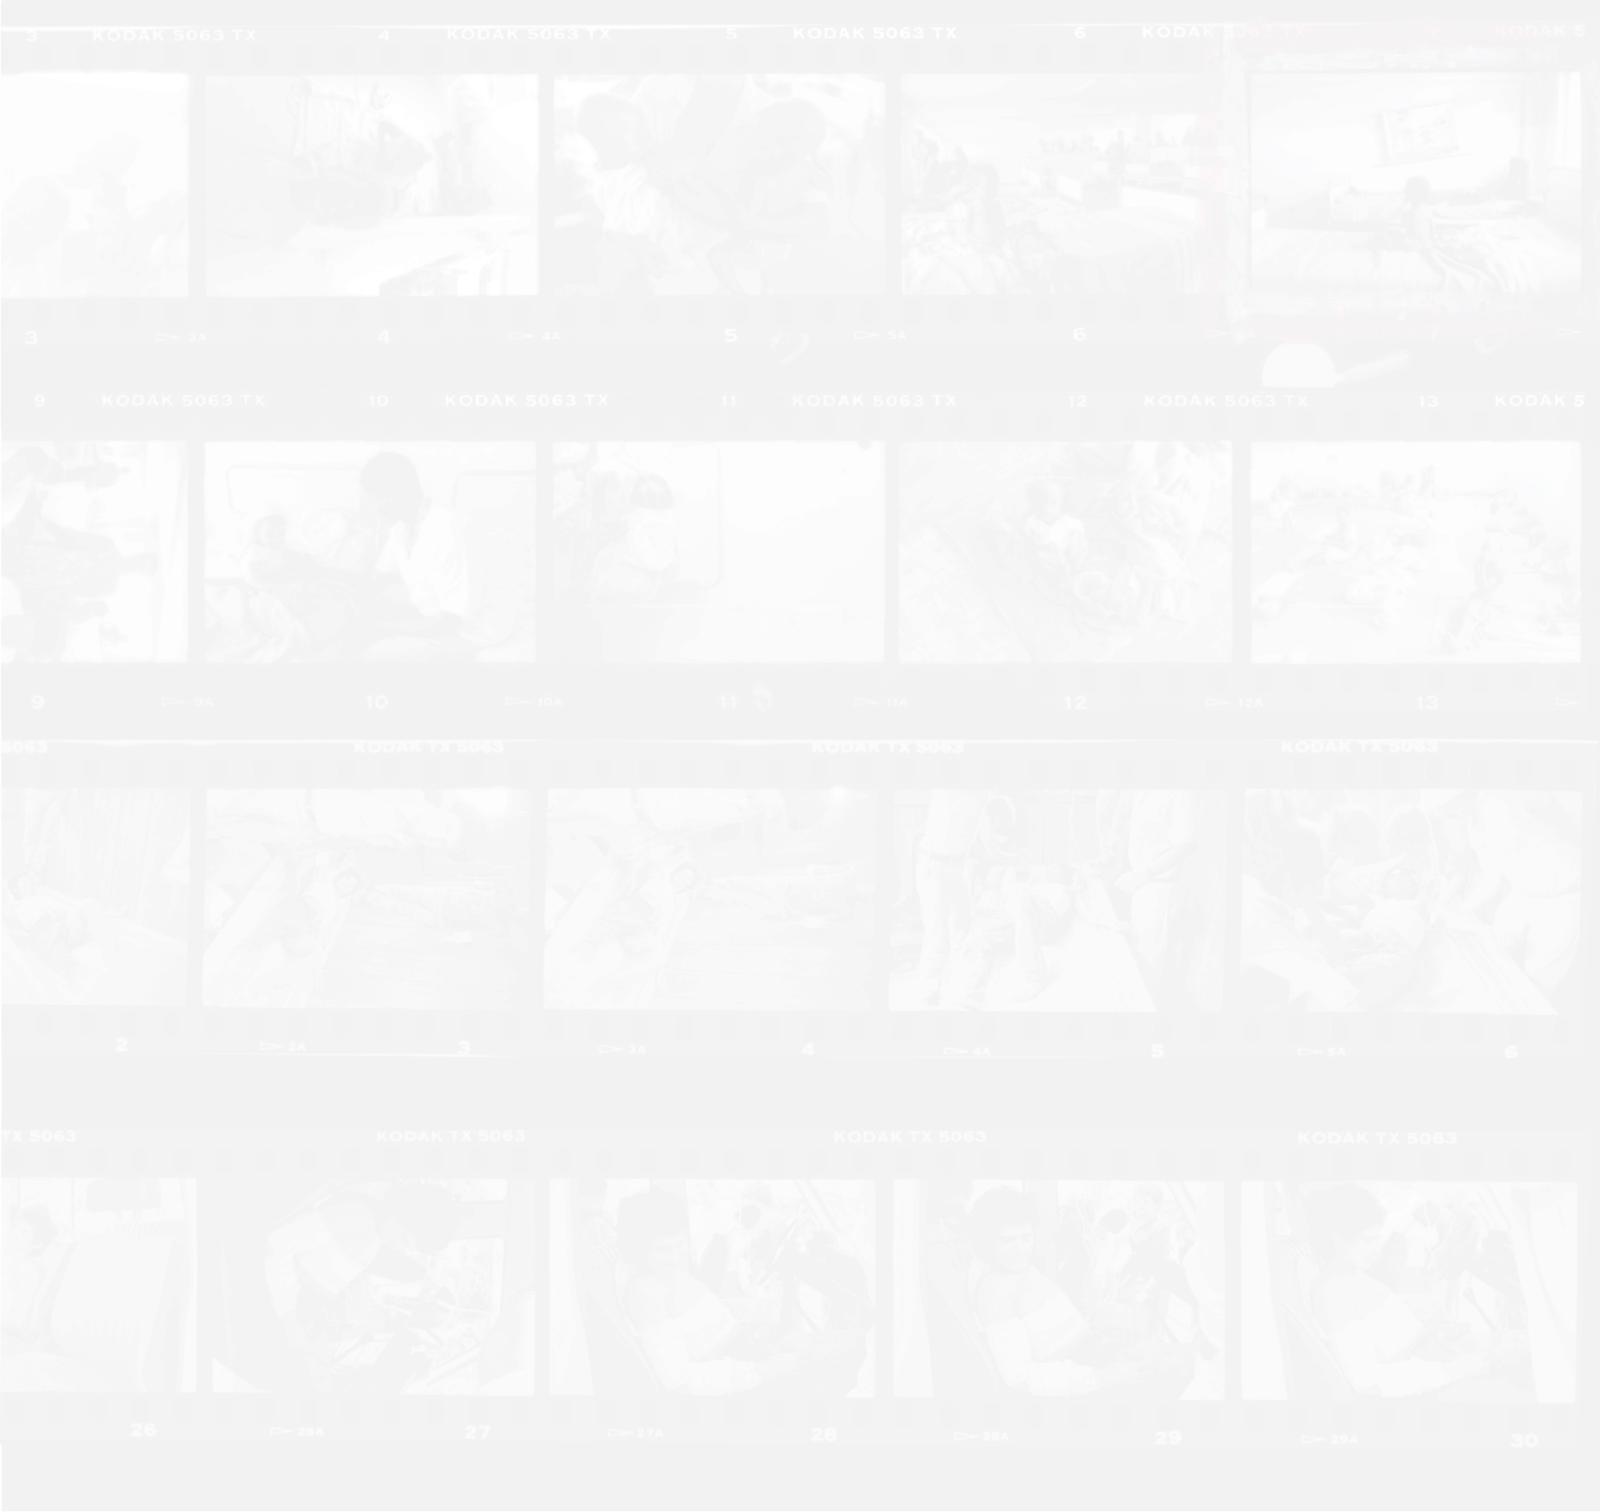 3 KODAK 5063 TX 4 KODAK 5063 TX 5 KODAK 5063 TX 6 KODAK 5063 TX 7 KODAK 5
3 ▷ 3A 4 ▷ 4A 5 ▷ 5A 6
9 KODAK 5063 TX 10 KODAK 5063 TX 11 KODAK 5063 TX 12 KODAK 5063 TX 13 KODAK 5
9 ▷ 9A 10 ▷ 10A 11 ▷ 11A 12 ▷ 12A 13
5063 KODAK TX 5063 KODAK TX 5063 KODAK TX 5063
2 ▷ 2A 3 ▷ 3A 4 ▷ 4A 5 ▷ 5A 6
TX 5063 KODAK TX 5063 KODAK TX 5063 KODAK TX 5063
26 ▷ 26A 27 ▷ 27A 28 ▷ 28A 29 ▷ 29A 30